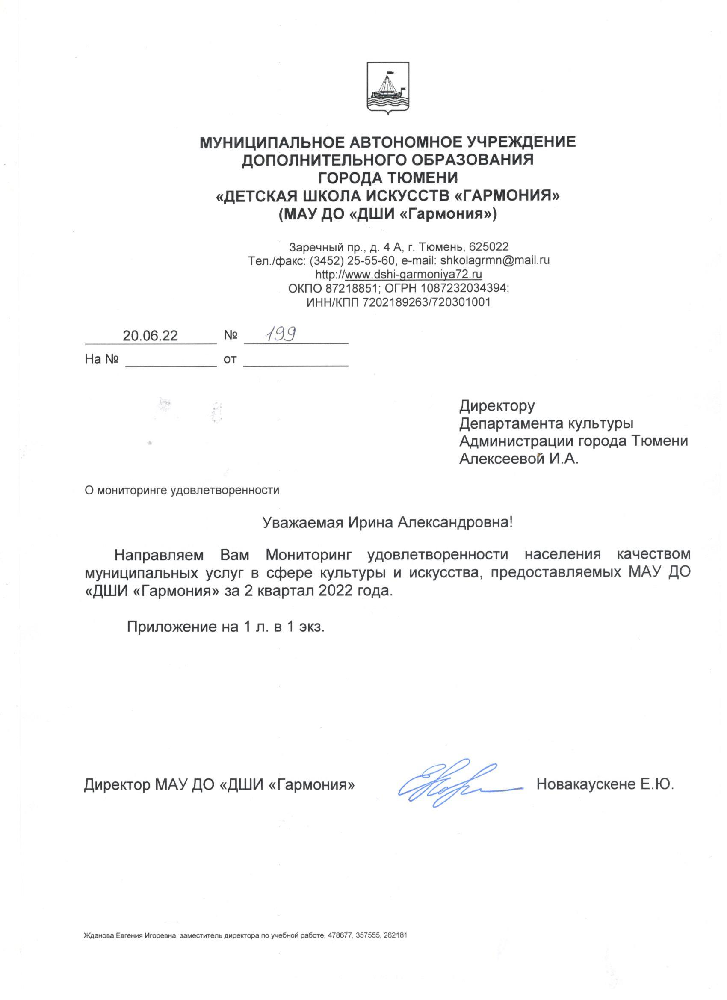 МУНИЦИПАЛЬНОЕ АВТОНОМНОЕ УЧРЕЖДЕНИЕ
ДОПОЛНИТЕЛЬНОГО ОБРАЗОВАНИЯ
ГОРОДА ТЮМЕНИ
«ДЕТСКАЯ ШКОЛА ИСКУССТВ «ГАРМОНИЯ»
(МАУ ДО «ДШИ «Гармония»)
Заречный пр., д. 4 А, г. Тюмень, 625022
Тел./факс: (3452) 25-55-60, e-mail: shkolagrmn@mail.ru
http://www.dshi-garmoniya72.ru
ОКПО 87218851; ОГРН 1087232034394;
ИНН/КПП 7202189263/720301001
20.06.22 № 199
На № от
Директору
Департамента культуры
Администрации города Тюмени
Алексеевой И.А.
О мониторинге удовлетворенности
Уважаемая Ирина Александровна!
Направляем Вам Мониторинг удовлетворенности населения качеством
муниципальных услуг в сфере культуры и искусства, предоставляемых МАУ ДО
«ДШИ «Гармония» за 2 квартал 2022 года.
Приложение на 1 л. в 1 экз.
Директор МАУ ДО «ДШИ «Гармония» Новакаускене Е.Ю.
Жданова Евгения Игоревна, заместитель директора по учебной работе, 478677, 357555, 262181